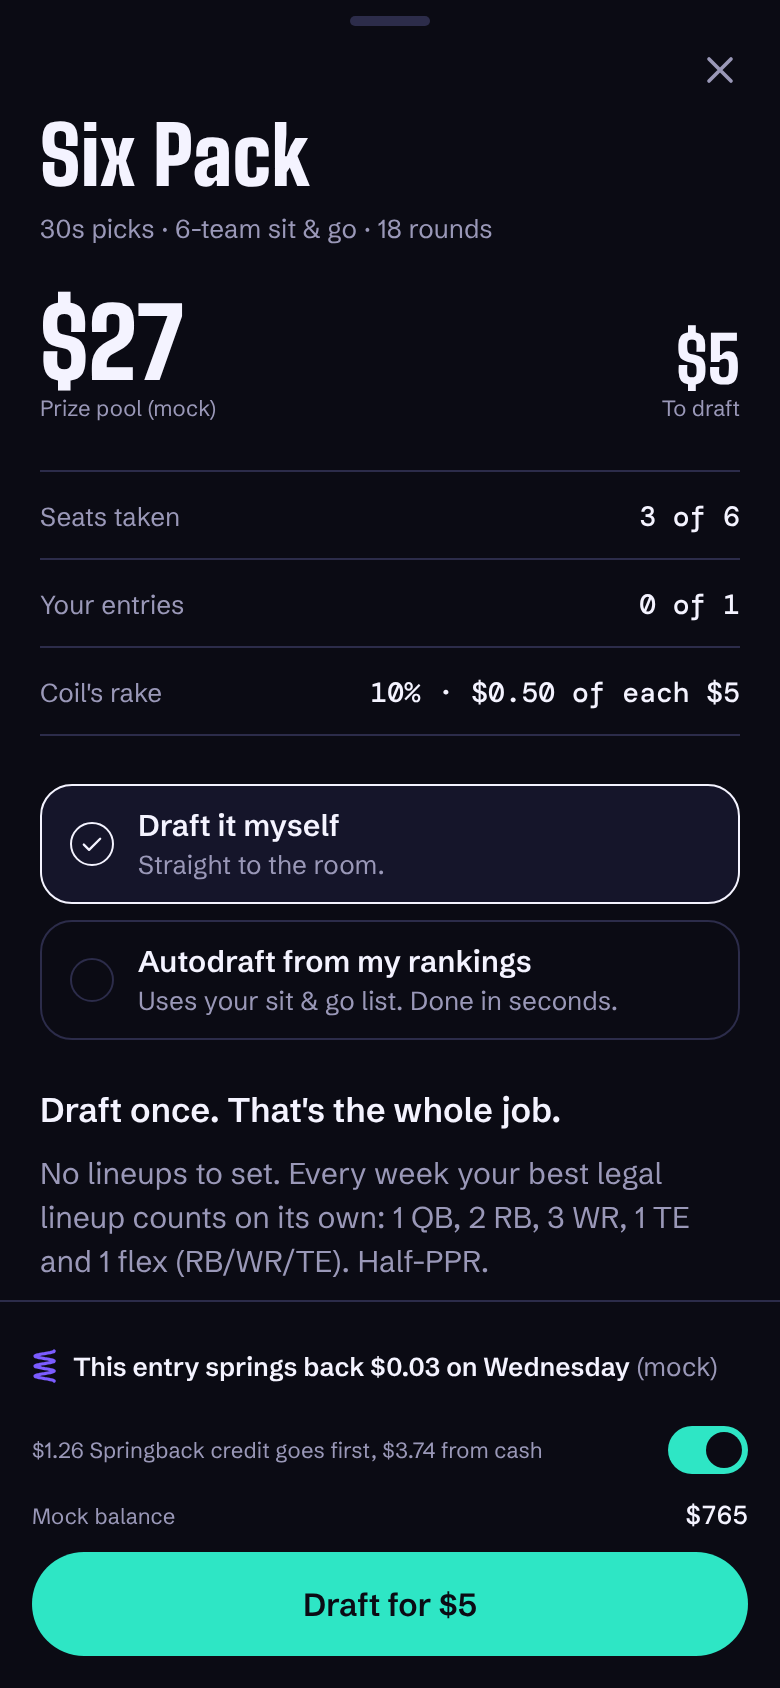 Six Pack
30s picks · 6-team sit & go · 18 rounds
$27
Prize pool (mock)
$5
To draft
Seats taken 3 of 6
Your entries 0 of 1
Coil's rake 10% · $0.50 of each $5
Draft it myself
Straight to the room.
Autodraft from my rankings
Uses your sit & go list. Done in seconds.
Draft once. That's the whole job.
No lineups to set. Every week your best legal
lineup counts on its own: 1 QB, 2 RB, 3 WR, 1 TE
and 1 flex (RB/WR/TE). Half-PPR.
This entry springs back $0.03 on Wednesday (mock)
$1.26 Springback credit goes first, $3.74 from cash
Mock balance $765
Draft for $5